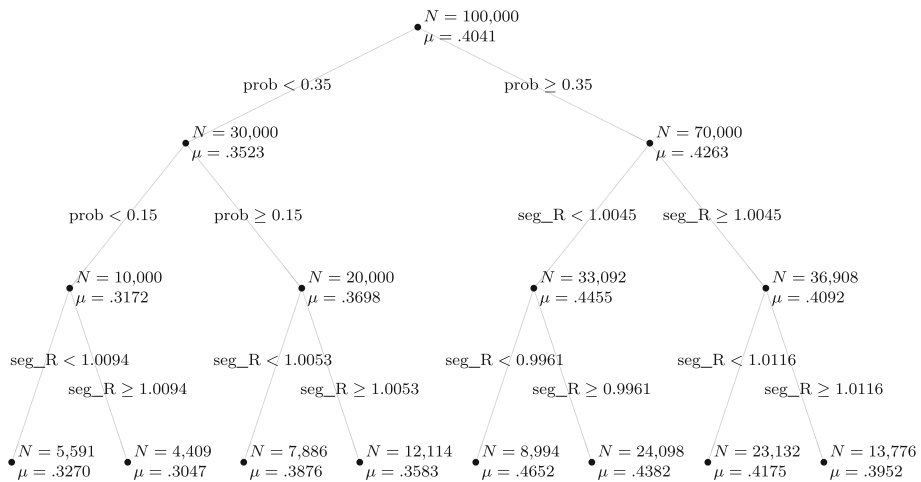 N = 100,000
μ = .4041
prob < 0.35
prob ≥ 0.35
N = 30,000
μ = .3523
N = 70,000
μ = .4263
prob < 0.15
prob ≥ 0.15
seg_R < 1.0045
seg_R ≥ 1.0045
N = 10,000
μ = .3172
N = 20,000
μ = .3698
N = 33,092
μ = .4455
N = 36,908
μ = .4092
seg_R < 1.0094
seg_R ≥ 1.0094
seg_R < 1.0053
seg_R ≥ 1.0053
seg_R < 0.9961
seg_R ≥ 0.9961
seg_R < 1.0116
seg_R ≥ 1.0116
N = 5,591
μ = .3270
N = 4,409
μ = .3047
N = 7,886
μ = .3876
N = 12,114
μ = .3583
N = 8,994
μ = .4652
N = 24,098
μ = .4382
N = 23,132
μ = .4175
N = 13,776
μ = .3952